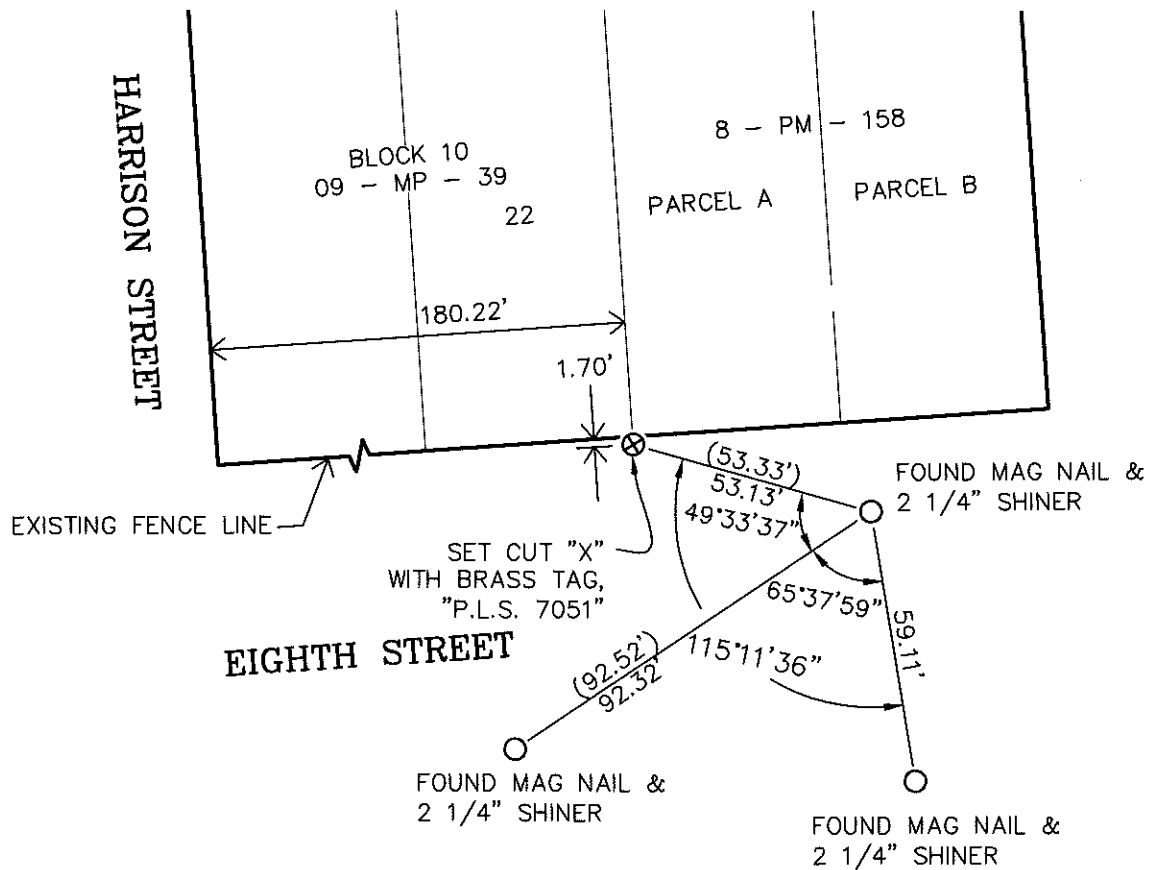 HARRISON STREET
BLOCK 10
09 - MP - 39
22
8 - PM - 158
PARCEL A
PARCEL B
180.22'
1.70'
EXISTING FENCE LINE
SET CUT "X"
WITH BRASS TAG,
"P.L.S. 7051"
(53.33')
53.13'
49°33'37"
FOUND MAG NAIL &
2 1/4" SHINER
65°37'59"
59.11'
115°11'36"
EIGHTH STREET
(92.52')
92.32'
FOUND MAG NAIL &
2 1/4" SHINER
FOUND MAG NAIL &
2 1/4" SHINER